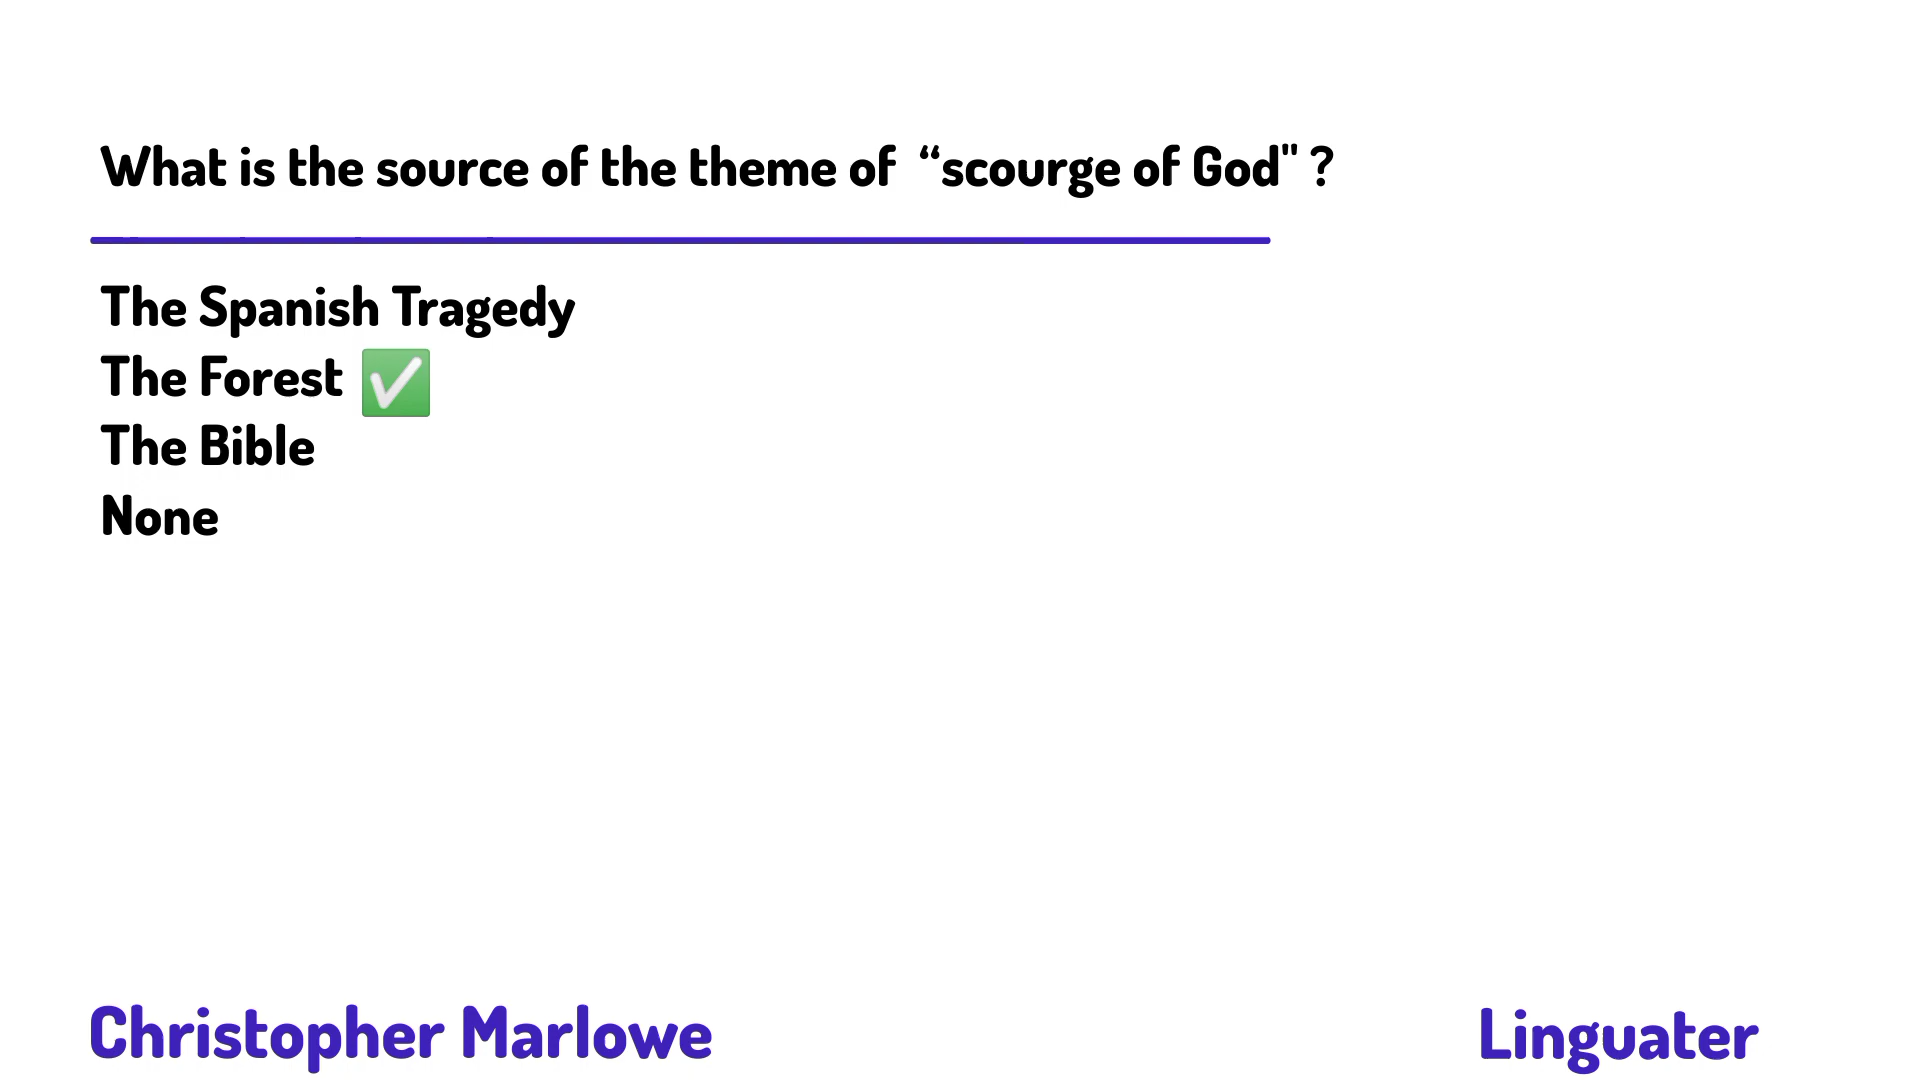 What is the source of the theme of “scourge of God" ?
The Spanish Tragedy
The Forest ✅
The Bible
None
Christopher Marlowe
Linguater